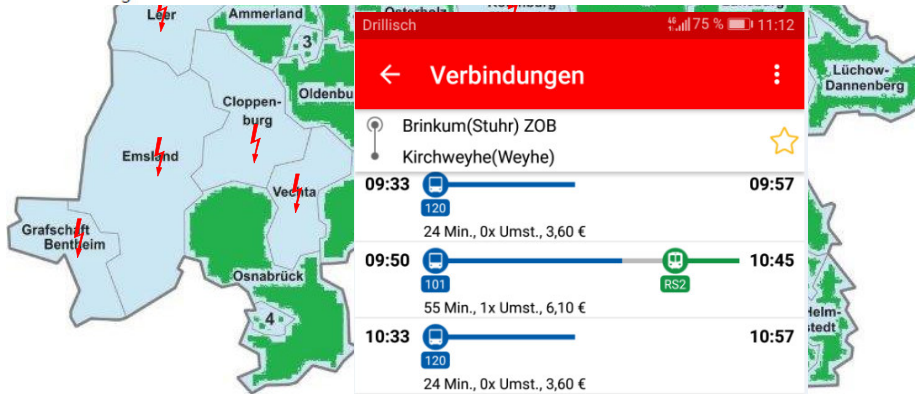 Leer
Ammerland
3
Oldenbu
Cloppen-
burg
Emsland
Vechta
Grafschaft
Bentheim
Osnabrück
4
Drillisch
4G 75 % 11:12
Verbindungen
Brinkum(Stuhr) ZOB
Kirchweyhe(Weyhe)
09:33 09:57
120
24 Min., 0x Umst., 3,60 €
09:50 10:45
101 RS2
55 Min., 1x Umst., 6,10 €
10:33 10:57
120
24 Min., 0x Umst., 3,60 €
Lüchow-
Dannenberg
Helm-
stedt